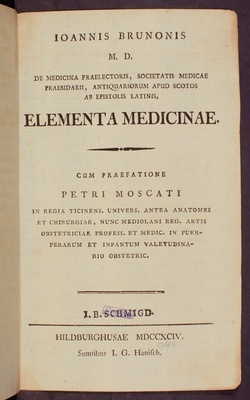 IOANNIS BRUNONIS
M. D.
DE MEDICINA PRAELECTORIS, SOCIETATIS MEDICAE
PRAESIDARII, ANTIQUARIORUM APUD SCOTOS
AB EPISTOLIS LATINIS,
ELEMENTA MEDICINAE.
CUM PRAEFATIONE
PETRI MOSCATI
IN REGIA TICINENS. UNIVERS. ANTEA ANATOMES
ET CHIRURGIAE, NUNC MEDIOLANI REG. ARTIS
OBSTETRICIAE PROFESS. ET MEDIC. IN PUER-
PERARUM ET INFANTUM VALETUDINA-
RIO OBSTETRIC.
I. B. SCHMIGD.
HILDBURGHUSAE MDCCXCIV.
Sumtibus I. G. Hanisch.